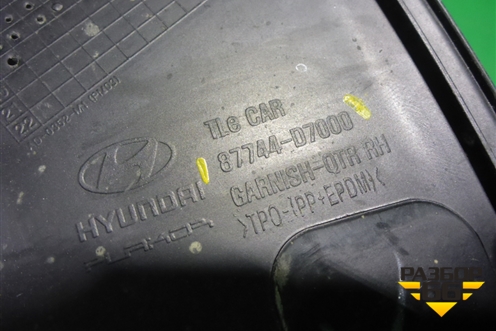 TLe CAR
87744-D7000
GARNISH-QTR RH
>TPO-(PP+EPDM)<
HYUNDAI
РАЗБОР